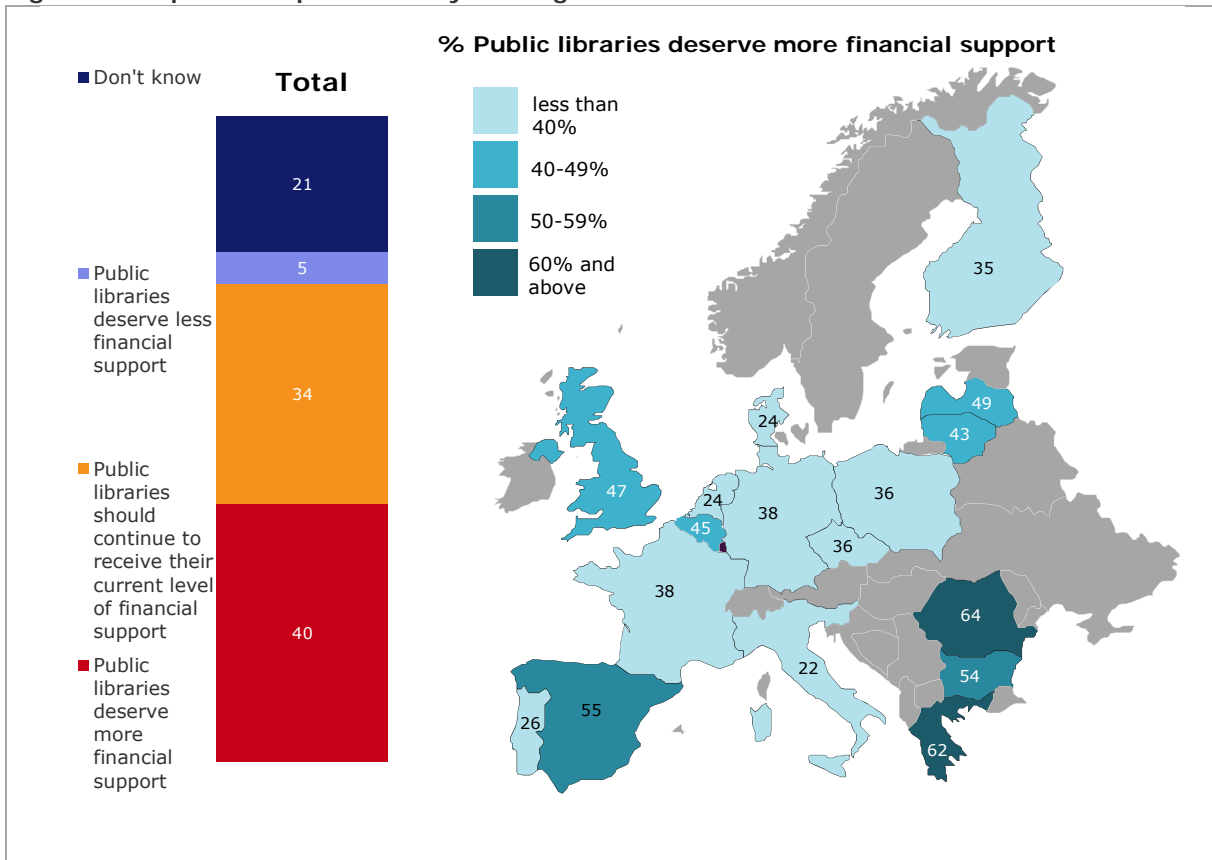 % Public libraries deserve more financial support
Don't know
Total
21
5
34
40
Public
libraries
deserve less
financial
support
Public
libraries
should
continue to
receive their
current level
of financial
support
Public
libraries
deserve
more
financial
support
less than
40%
40-49%
50-59%
60% and
above
35
49
43
24
47
24
45
38
36
36
38
64
22
54
55
26
62